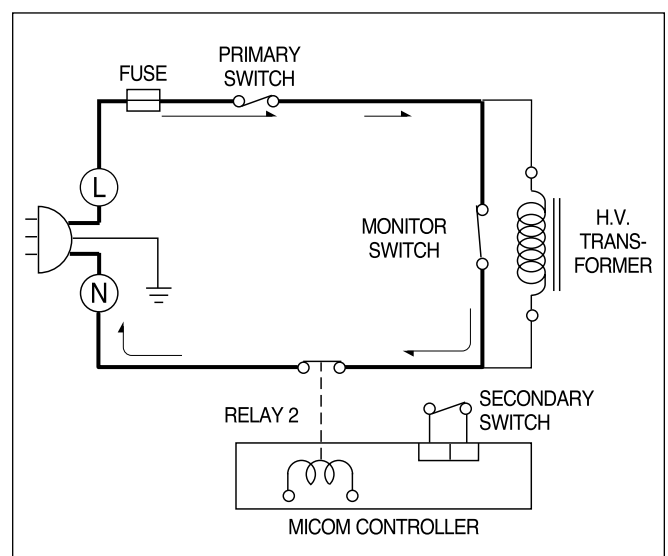 PRIMARY
SWITCH
FUSE
L
MONITOR
SWITCH
H.V.
TRANS-
FORMER
N
SECONDARY
SWITCH
RELAY 2
MICOM CONTROLLER